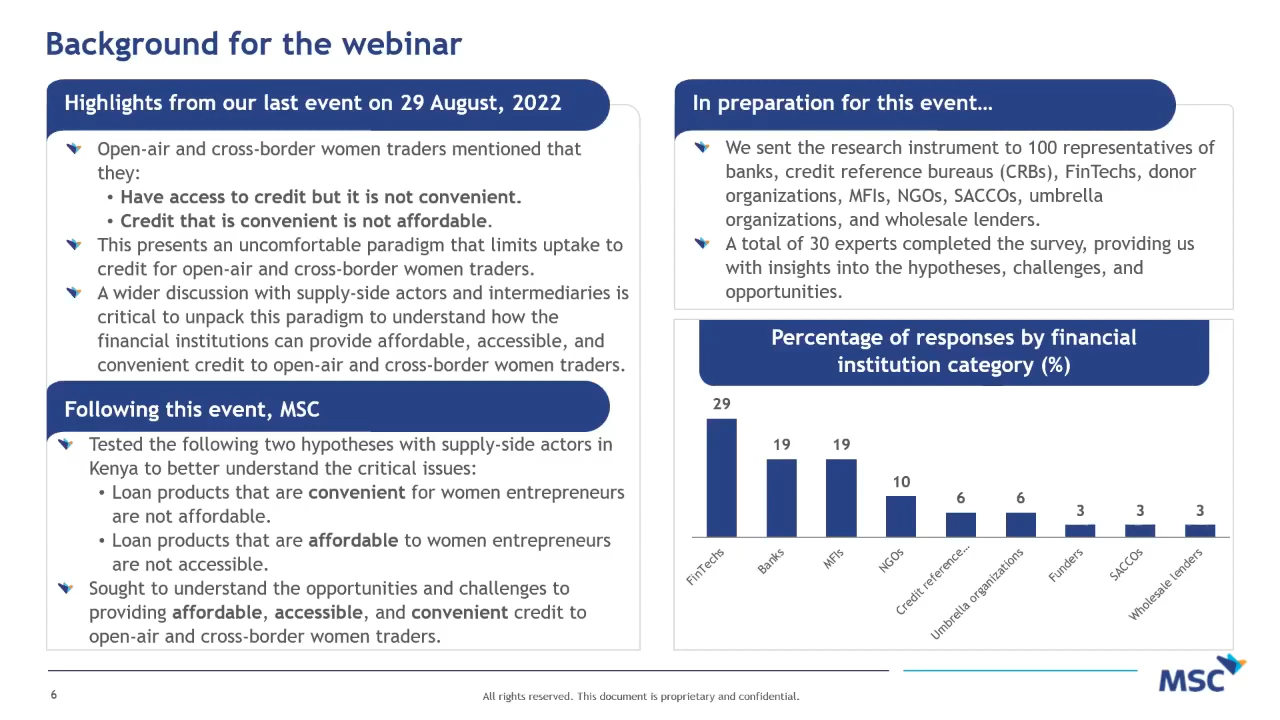 Background for the webinar
Highlights from our last event on 29 August, 2022
Open-air and cross-border women traders mentioned that
they:
• Have access to credit but it is not convenient.
• Credit that is convenient is not affordable.
This presents an uncomfortable paradigm that limits uptake to
credit for open-air and cross-border women traders.
A wider discussion with supply-side actors and intermediaries is
critical to unpack this paradigm to understand how the
financial institutions can provide affordable, accessible, and
convenient credit to open-air and cross-border women traders.
Following this event, MSC
Tested the following two hypotheses with supply-side actors in
Kenya to better understand the critical issues:
• Loan products that are convenient for women entrepreneurs
are not affordable.
• Loan products that are affordable to women entrepreneurs
are not accessible.
Sought to understand the opportunities and challenges to
providing affordable, accessible, and convenient credit to
open-air and cross-border women traders.
In preparation for this event…
We sent the research instrument to 100 representatives of
banks, credit reference bureaus (CRBs), FinTechs, donor
organizations, MFIs, NGOs, SACCOs, umbrella
organizations, and wholesale lenders.
A total of 30 experts completed the survey, providing us
with insights into the hypotheses, challenges, and
opportunities.
Percentage of responses by financial
institution category (%)
29
19
19
10
6
6
3
3
3
FinTechs
Banks
MFIs
NGOs
Credit reference…
Umbrella organizations
Funders
SACCOs
Wholesale lenders
6
All rights reserved. This document is proprietary and confidential.
MSC